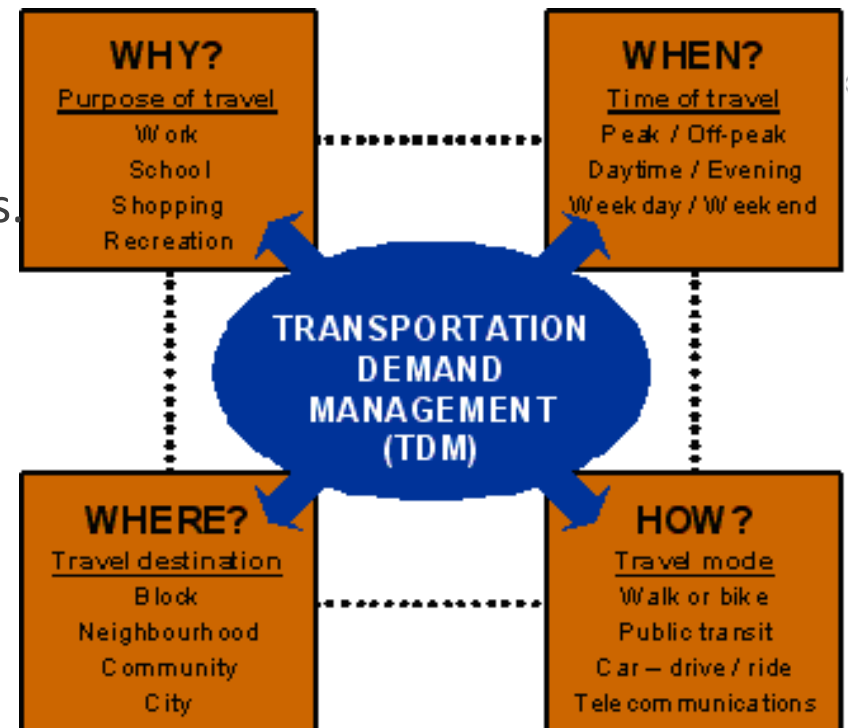 WHY?
Purpose of travel
Work
School
Shopping
Recreation
WHEN?
Time of travel
Peak / Off-peak
Daytime / Evening
Weekday / Weekend
s.
TRANSPORTATION
DEMAND
MANAGEMENT
(TDM)
WHERE?
Travel destination
Block
Neighbourhood
Community
City
HOW?
Travel mode
Walk or bike
Public transit
Car – drive / ride
Telecommunications